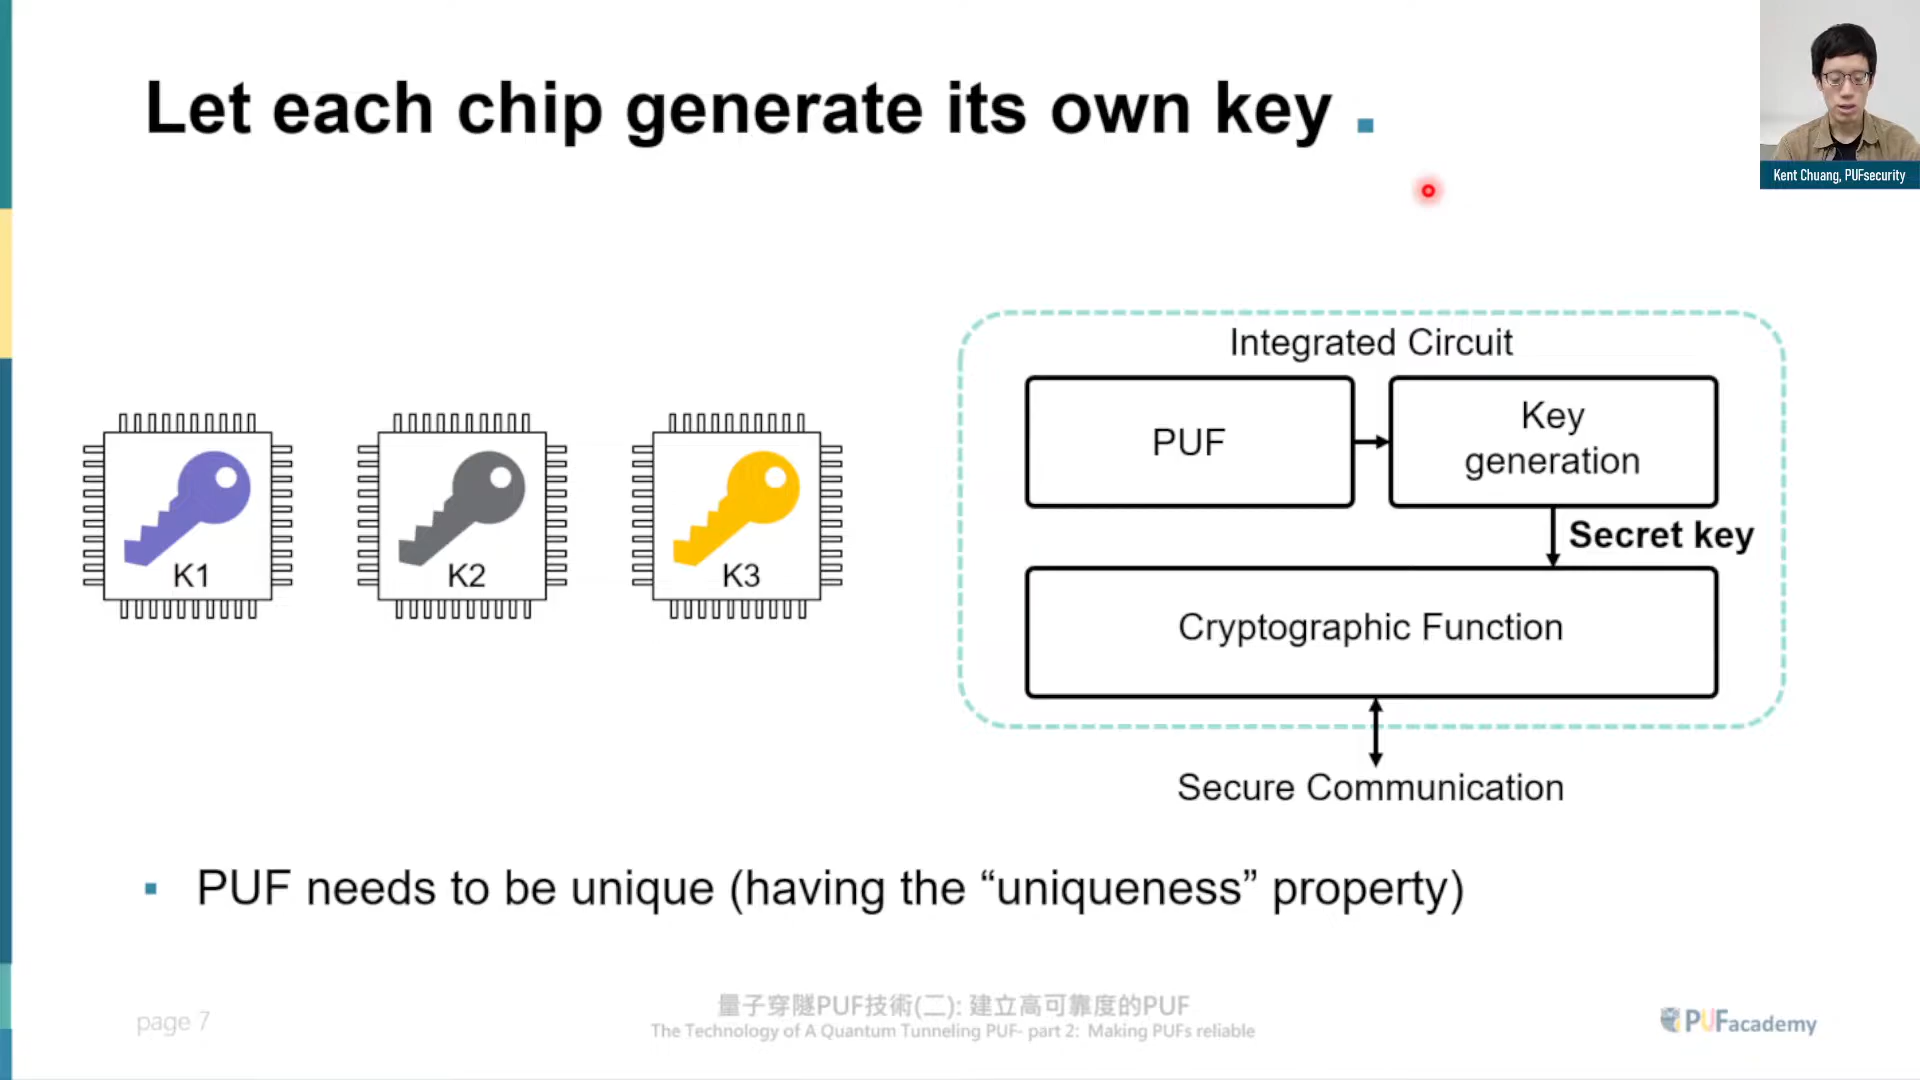 Let each chip generate its own key .
Kent Chuang, PUFsecurity
K1
K2
K3
Integrated Circuit
PUF
Key
generation
Secret key
Cryptographic Function
Secure Communication
▪ PUF needs to be unique (having the “uniqueness” property)
page 7
量子穿隧PUF技術(二): 建立高可靠度的PUF
The Technology of A Quantum Tunneling PUF- part 2: Making PUFs reliable
PUFacademy